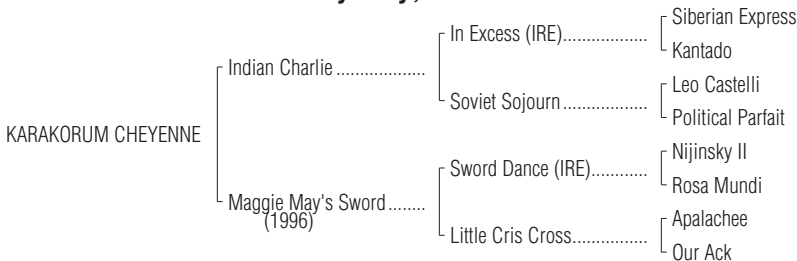 Siberian Express
In Excess (IRE).................
Kantado
Indian Charlie ...................
Leo Castelli
Soviet Sojourn .................
Political Parfait
KARAKORUM CHEYENNE
Nijinsky II
Sword Dance (IRE)............
Rosa Mundi
Maggie May's Sword ........
(1996)
Apalachee
Little Cris Cross................
Our Ack